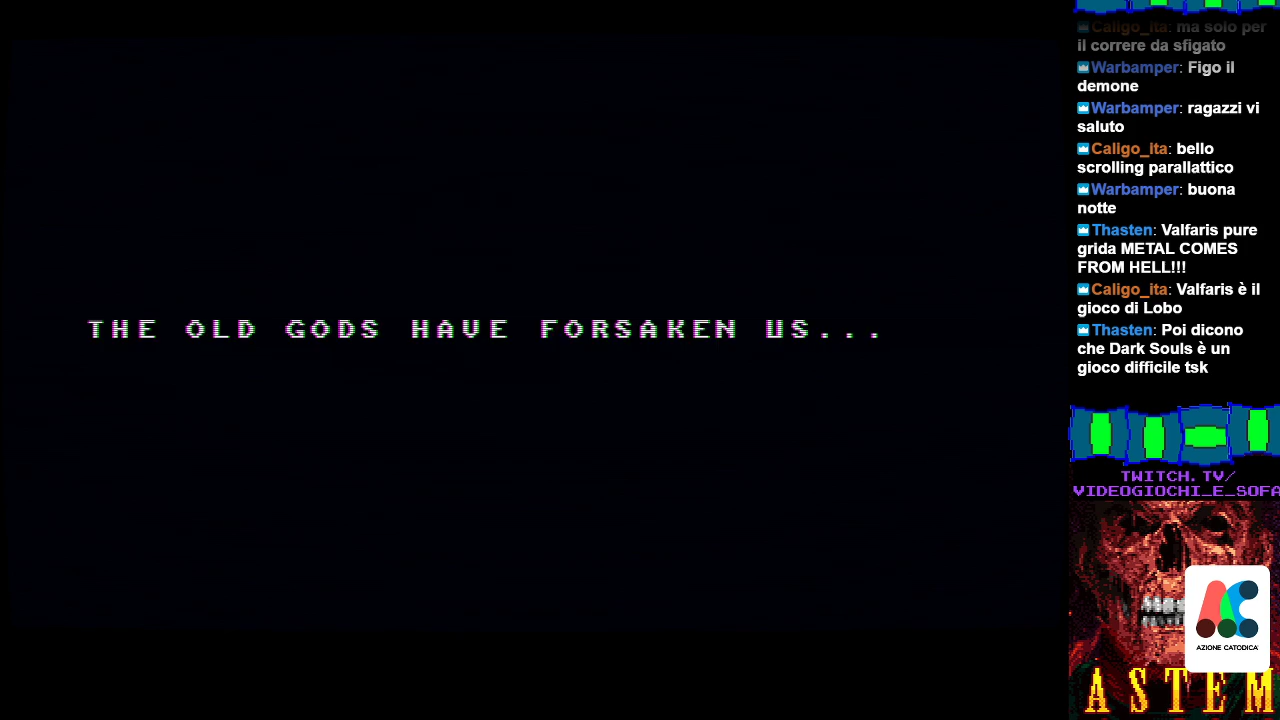 THE OLD GODS HAVE FORSAKEN US...
Caligo_ita: ma solo per
il correre da sfigato
Warbamper: Figo il
demone
Warbamper: ragazzi vi
saluto
Caligo_ita: bello
scrolling parallattico
Warbamper: buona
notte
Thasten: Valfaris pure
grida METAL COMES
FROM HELL!!!
Caligo_ita: Valfaris è il
gioco di Lobo
Thasten: Poi dicono
che Dark Souls è un
gioco difficile tsk
TWITCH.TV/
VIDEOGIOCHI_E_SOFA
AZIONE CATODICA
ASTEM